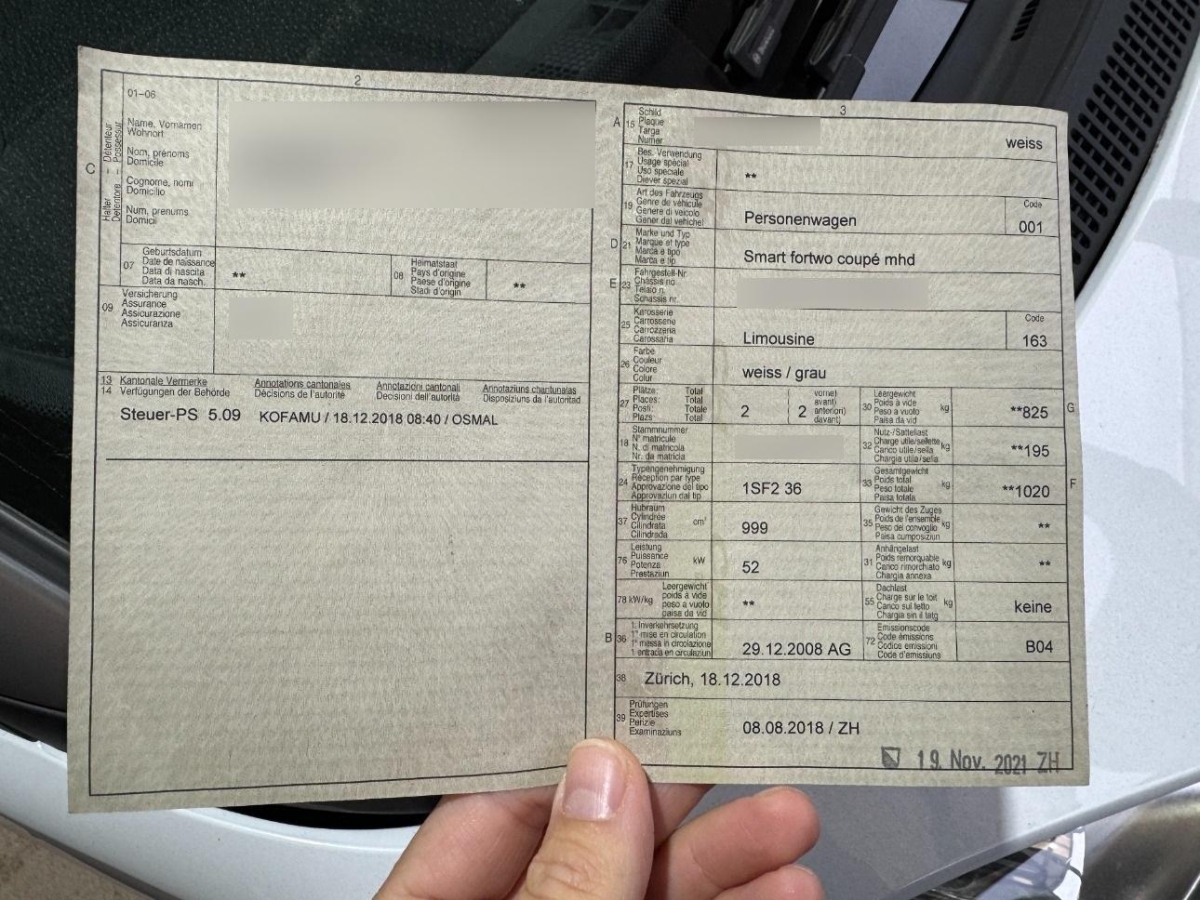 2
01–06
Name, Vornamen
Wohnort
Nom, prénoms
Domicile
Cognome, nomi
Domicilio
Num, prenums
Domicil
C
Halter – Détenteur
Detentore – Possessur
07
Geburtsdatum
Date de naissance
Data di nascita
Data da nasch.
**
08
Heimatstaat
Pays d'origine
Paese d'origine
Stadi d'origin
**
09
Versicherung
Assurance
Assicurazione
Assicuranza
13
14
Kantonale Vermerke
Verfügungen der Behörde
Annotations cantonales
Décisions de l'autorité
Annotazioni cantonali
Decisioni dell'autorità
Annotaziuns chantunalas
Disposiziuns da l'autoritad
Steuer-PS 5.09 KOFAMU / 18.12.2018 08:40 / OSMAL
3
A
15
Schild
Plaque
Targa
Numer
weiss
17
Bes. Verwendung
Usage spécial
Uso speciale
Diever spezial
**
19
Art des Fahrzeugs
Genre de véhicule
Genere di veicolo
Gener dal vehichel
Personenwagen
Code
001
D
21
Marke und Typ
Marque et type
Marca e tipo
Marca e tip
Smart fortwo coupé mhd
E
23
Fahrgestell-Nr.
Châssis no
Telaio n.
Schassis nr.
25
Karosserie
Carrosserie
Carrozzeria
Carossaria
Limousine
Code
163
26
Farbe
Couleur
Colore
Colur
weiss / grau
27
Plätze: Total
Places: Total
Posti: Totale
Plazs: Total
2
( 2
vorne)
avant)
anteriori)
davant)
30
Leergewicht
Poids à vide
Peso a vuoto
Paisa da vid
kg
**825
G
18
Stammnummer
N° matricule
N. di matricola
Nr. da matricla
32
Nutz-/Sattellast
Charge utile/sellette
Carico utile/sella
Chargia utila/sella
kg
**195
24
Typengenehmigung
Réception par type
Approvazione del tipo
Approvaziun dal tip
1SF2 36
33
Gesamtgewicht
Poids total
Peso totale
Paisa totala
kg
**1020
F
37
Hubraum
Cylindrée
Cilindrata
Cilindrada
cm³
999
35
Gewicht des Zuges
Poids de l'ensemble
Peso del convoglio
Paisa cumposiziun
kg
**
76
Leistung
Puissance
Potenza
Prestaziun
kW
52
31
Anhängelast
Poids remorquable
Carico rimorchiato
Chargia annexa
kg
**
78 kW/kg
Leergewicht
poids à vide
peso a vuoto
paisa da vid
**
55
Dachlast
Charge sur le toit
Carico sul tetto
Chargia sin il tetg
kg
keine
B
36
1. Inverkehrsetzung
1re mise en circulation
1a messa in circolazione
1 entrada en circulaziun
29.12.2008 AG
72
Emissionscode
Code émissions
Codice emissioni
Code d'emissiuns
B04
38
Zürich, 18.12.2018
39
Prüfungen
Expertises
Perizie
Examinaziuns
08.08.2018 / ZH
19. Nov. 2021 ZH